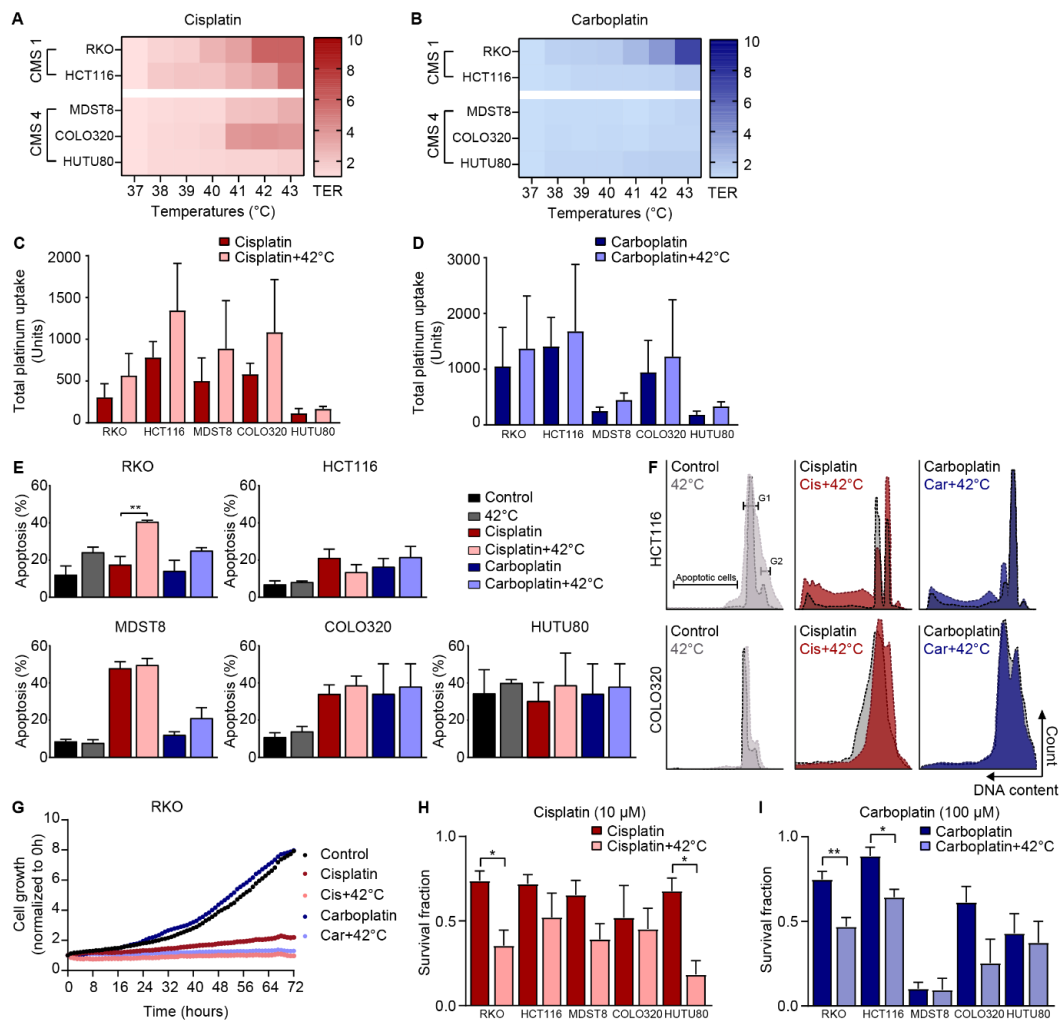 A
Cisplatin
CMS 1
RKO
HCT116
CMS 4
MDST8
COLO320
HUTU80
37 38 39 40 41 42 43
Temperatures (°C)
10
8
6
4
2
TER
B
Carboplatin
CMS 1
RKO
HCT116
CMS 4
MDST8
COLO320
HUTU80
37 38 39 40 41 42 43
Temperatures (°C)
10
8
6
4
2
TER
C
Cisplatin
Cisplatin+42°C
Total platinum uptake
(Units)
2000
1500
1000
500
0
RKO HCT116 MDST8 COLO320 HUTU80
D
Carboplatin
Carboplatin+42°C
Total platinum uptake
(Units)
3000
2000
1000
0
RKO HCT116 MDST8 COLO320 HUTU80
E
RKO
Apoptosis (%)
60
40
20
0
**
HCT116
Apoptosis (%)
60
40
20
0
Control
42°C
Cisplatin
Cisplatin+42°C
Carboplatin
Carboplatin+42°C
MDST8
Apoptosis (%)
60
40
20
0
COLO320
Apoptosis (%)
60
40
20
0
HUTU80
Apoptosis (%)
60
40
20
0
F
HCT116
Control
42°C
G1
G2
Apoptotic cells
Cisplatin
Cis+42°C
Carboplatin
Car+42°C
COLO320
Control
42°C
Cisplatin
Cis+42°C
Carboplatin
Car+42°C
Count
DNA content
G
RKO
Cell growth
(normalized to 0h)
10
8
6
4
2
0
0 8 16 24 32 40 48 56 64 72
Time (hours)
Control
Cisplatin
Cis+42°C
Carboplatin
Car+42°C
H
Cisplatin (10 µM)
Cisplatin
Cisplatin+42°C
Survival fraction
1.0
0.5
0.0
*
*
RKO HCT116 MDST8 COLO320 HUTU80
I
Carboplatin (100 µM)
Carboplatin
Carboplatin+42°C
Survival fraction
1.0
0.5
0.0
**
*
RKO HCT116 MDST8 COLO320 HUTU80